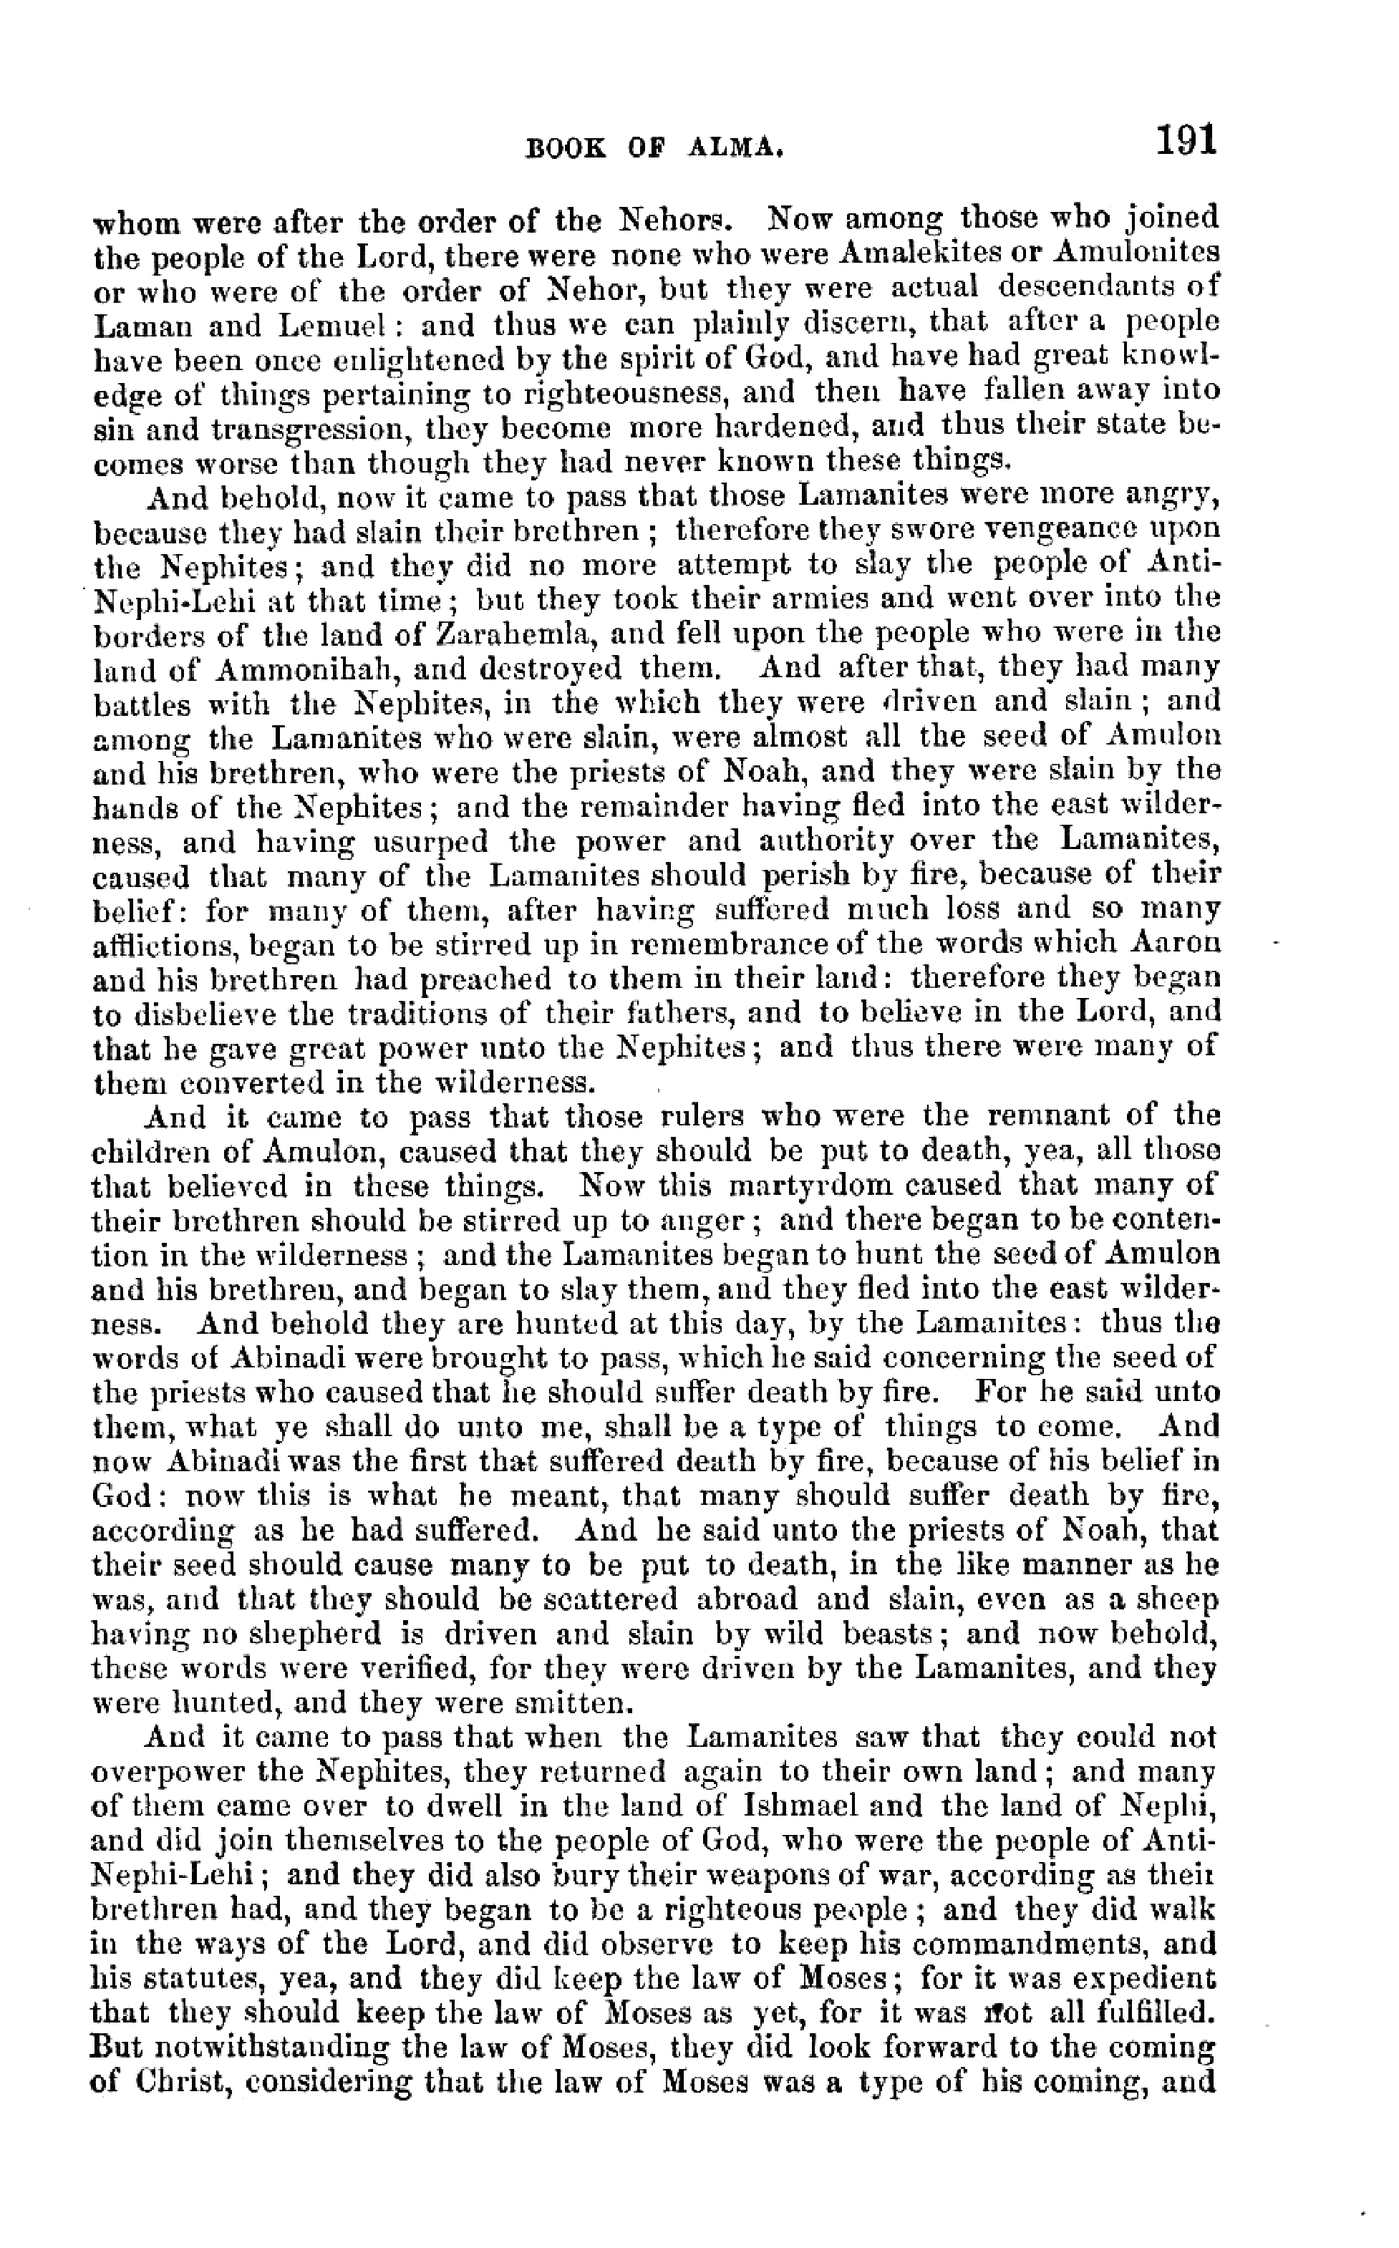 BOOK OF ALMA. 191
whom were after the order of the Nehors. Now among those who joined
the people of the Lord, there were none who were Amalekites or Amulonites
or who were of the order of Nehor, but they were actual descendants of
Laman and Lemuel: and thus we can plainly discern, that after a people
have been once enlightened by the spirit of God, and have had great knowl-
edge of things pertaining to righteousness, and then have fallen away into
sin and transgression, they become more hardened, and thus their state be-
comes worse than though they had never known these things.
And behold, now it came to pass that those Lamanites were more angry,
because they had slain their brethren; therefore they swore vengeance upon
the Nephites; and they did no more attempt to slay the people of Anti-
Nephi-Lehi at that time; but they took their armies and went over into the
borders of the land of Zarahemla, and fell upon the people who were in the
land of Ammonihah, and destroyed them. And after that, they had many
battles with the Nephites, in the which they were driven and slain; and
among the Lamanites who were slain, were almost all the seed of Amulon
and his brethren, who were the priests of Noah, and they were slain by the
hands of the Nephites; and the remainder having fled into the east wilder-
ness, and having usurped the power and authority over the Lamanites,
caused that many of the Lamanites should perish by fire, because of their
belief: for many of them, after having suffered much loss and so many
afflictions, began to be stirred up in remembrance of the words which Aaron
and his brethren had preached to them in their land: therefore they began
to disbelieve the traditions of their fathers, and to believe in the Lord, and
that he gave great power unto the Nephites; and thus there were many of
them converted in the wilderness.
And it came to pass that those rulers who were the remnant of the
children of Amulon, caused that they should be put to death, yea, all those
that believed in these things. Now this martyrdom caused that many of
their brethren should be stirred up to anger; and there began to be conten-
tion in the wilderness; and the Lamanites began to hunt the seed of Amulon
and his brethren, and began to slay them, and they fled into the east wilder-
ness. And behold they are hunted at this day, by the Lamanites: thus the
words of Abinadi were brought to pass, which he said concerning the seed of
the priests who caused that he should suffer death by fire. For he said unto
them, what ye shall do unto me, shall be a type of things to come. And
now Abinadi was the first that suffered death by fire, because of his belief in
God: now this is what he meant, that many should suffer death by fire,
according as he had suffered. And he said unto the priests of Noah, that
their seed should cause many to be put to death, in the like manner as he
was, and that they should be scattered abroad and slain, even as a sheep
having no shepherd is driven and slain by wild beasts; and now behold,
these words were verified, for they were driven by the Lamanites, and they
were hunted, and they were smitten.
And it came to pass that when the Lamanites saw that they could not
overpower the Nephites, they returned again to their own land; and many
of them came over to dwell in the land of Ishmael and the land of Nephi,
and did join themselves to the people of God, who were the people of Anti-
Nephi-Lehi; and they did also bury their weapons of war, according as their
brethren had, and they began to be a righteous people; and they did walk
in the ways of the Lord, and did observe to keep his commandments, and
his statutes, yea, and they did keep the law of Moses; for it was expedient
that they should keep the law of Moses as yet, for it was not all fulfilled.
But notwithstanding the law of Moses, they did look forward to the coming
of Christ, considering that the law of Moses was a type of his coming, and